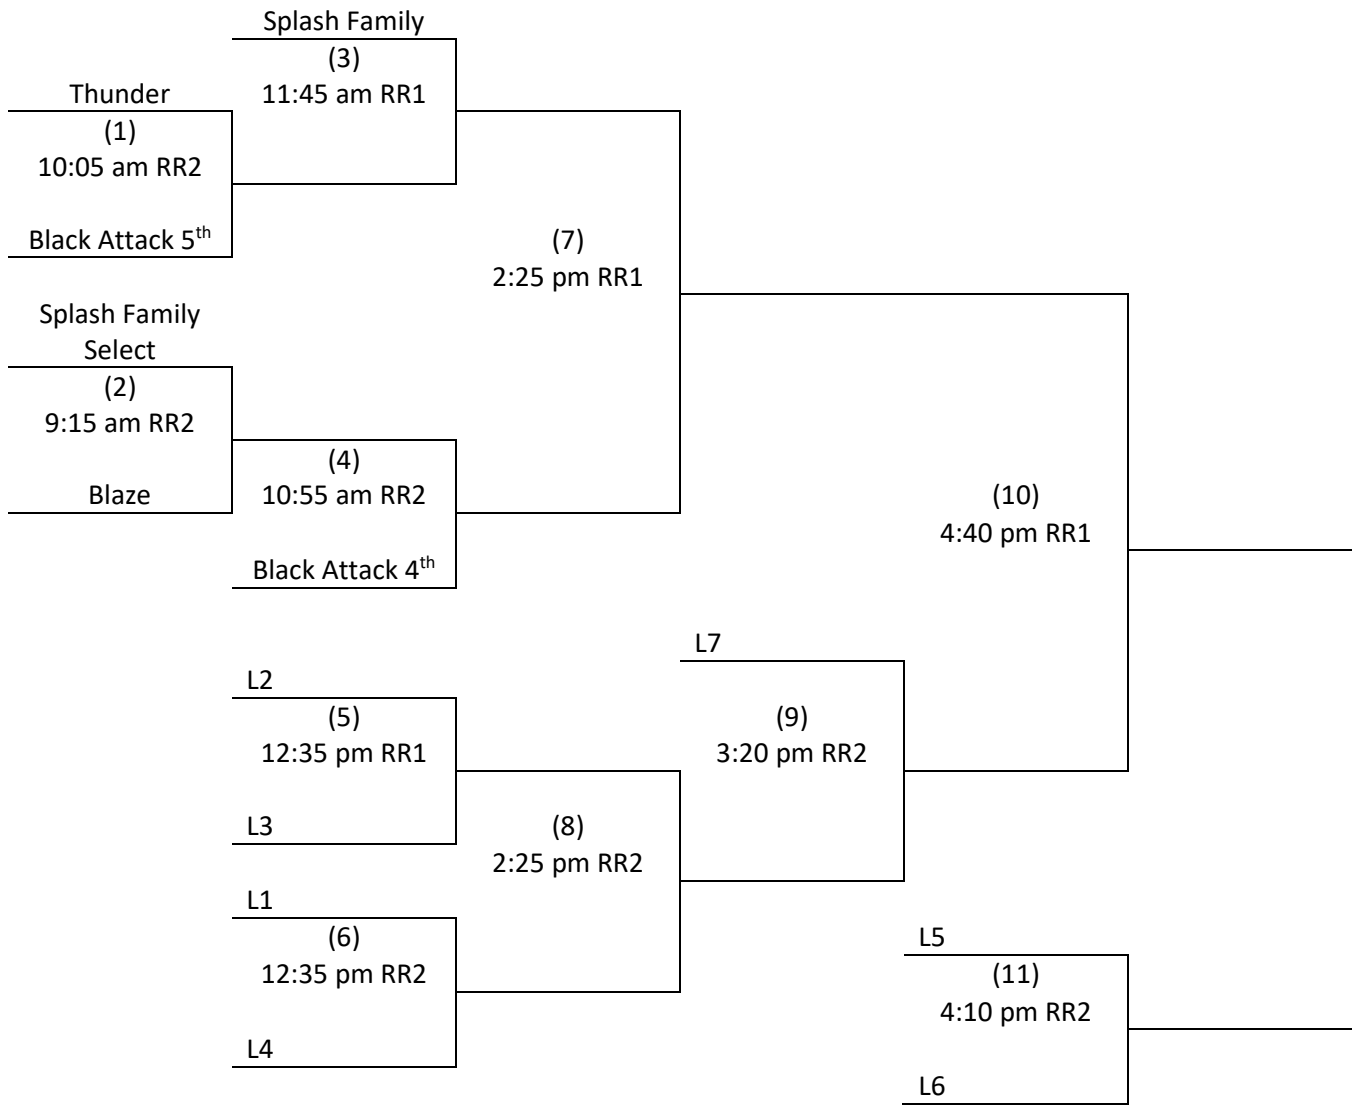 Splash Family
(3)
11:45 am RR1
Thunder
(1)
10:05 am RR2
Black Attack 5th
(7)
2:25 pm RR1
Splash Family
Select
(2)
9:15 am RR2
Blaze
(4)
10:55 am RR2
Black Attack 4th
(10)
4:40 pm RR1
L7
L2
(5)
12:35 pm RR1
L3
(9)
3:20 pm RR2
(8)
2:25 pm RR2
L1
(6)
12:35 pm RR2
L4
L5
(11)
4:10 pm RR2
L6